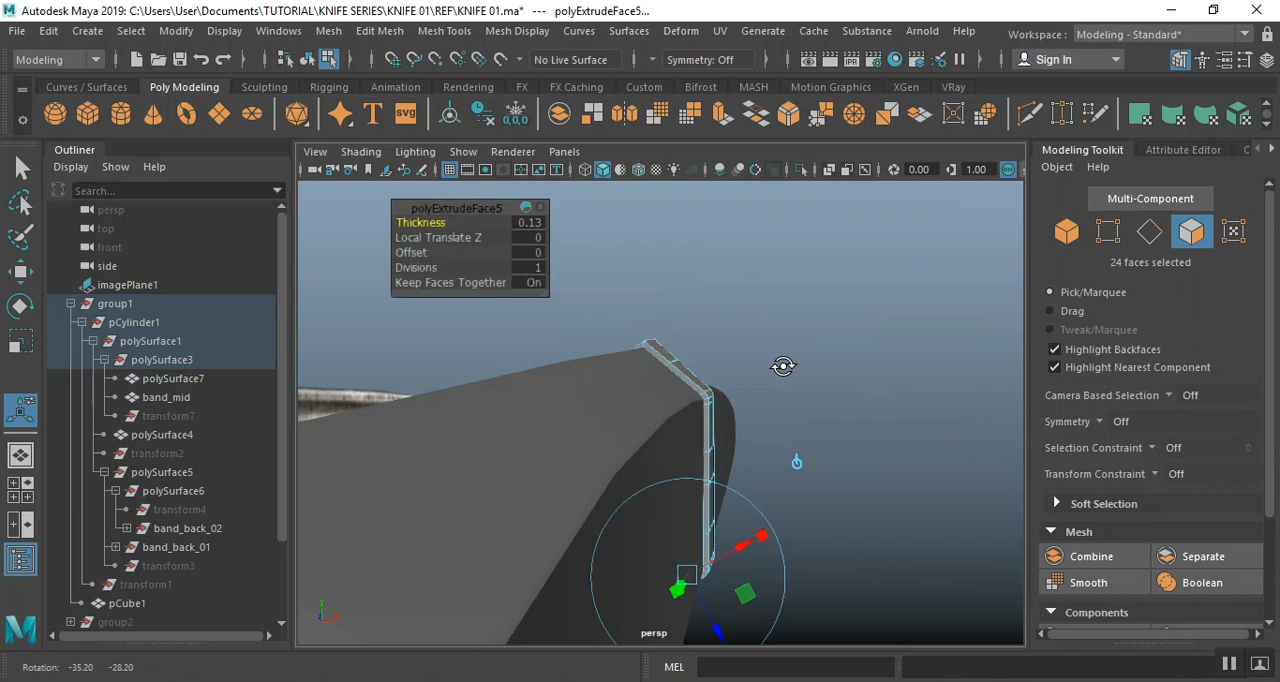 Autodesk Maya 2019: C:\Users\User\Documents\TUTORIAL\KNIFE SERIES\KNIFE 01\REF\KNIFE 01.ma* --- polyExtrudeFace5...
File Edit Create Select Modify Display Windows Mesh Edit Mesh Mesh Tools Mesh Display Curves Surfaces Deform UV Generate Cache Substance Arnold Help Workspace : Modeling - Standard*
Modeling No Live Surface Symmetry: Off Sign In
Curves / Surfaces Poly Modeling Sculpting Rigging Animation Rendering FX FX Caching Custom Bifrost MASH Motion Graphics XGen VRay
SVG
0,0,0
Outliner
Display Show Help
Search...
persp
top
front
side
imagePlane1
group1
pCylinder1
polySurface1
polySurface3
polySurface7
band_mid
transform7
polySurface4
transform2
polySurface5
polySurface6
transform4
band_back_02
band_back_01
transform3
transform1
pCube1
group2
View Shading Lighting Show Renderer Panels
0.00 1.00
polyExtrudeFace5
Thickness 0.13
Local Translate Z 0
Offset 0
Divisions 1
Keep Faces Together On
persp
Modeling Toolkit Attribute Editor C
Object Help
Multi-Component
24 faces selected
Pick/Marquee
Drag
Tweak/Marquee
Highlight Backfaces
Highlight Nearest Component
Camera Based Selection Off
Symmetry Off
Selection Constraint Off 0
Transform Constraint Off
Soft Selection
Mesh
Combine Separate
Smooth Boolean
Components
Rotation: -35.20 -28.20
MEL